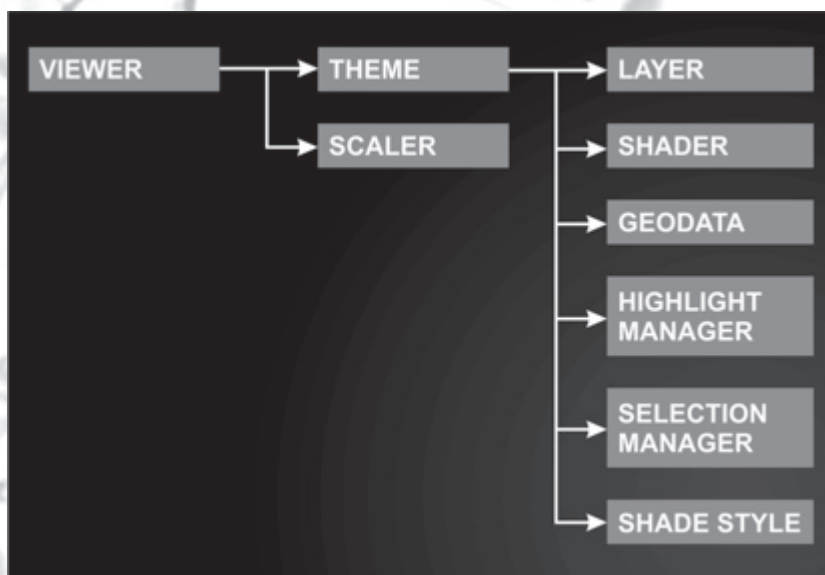 VIEWER
THEME
LAYER
SCALER
SHADER
GEODATA
HIGHLIGHT
MANAGER
SELECTION
MANAGER
SHADE STYLE